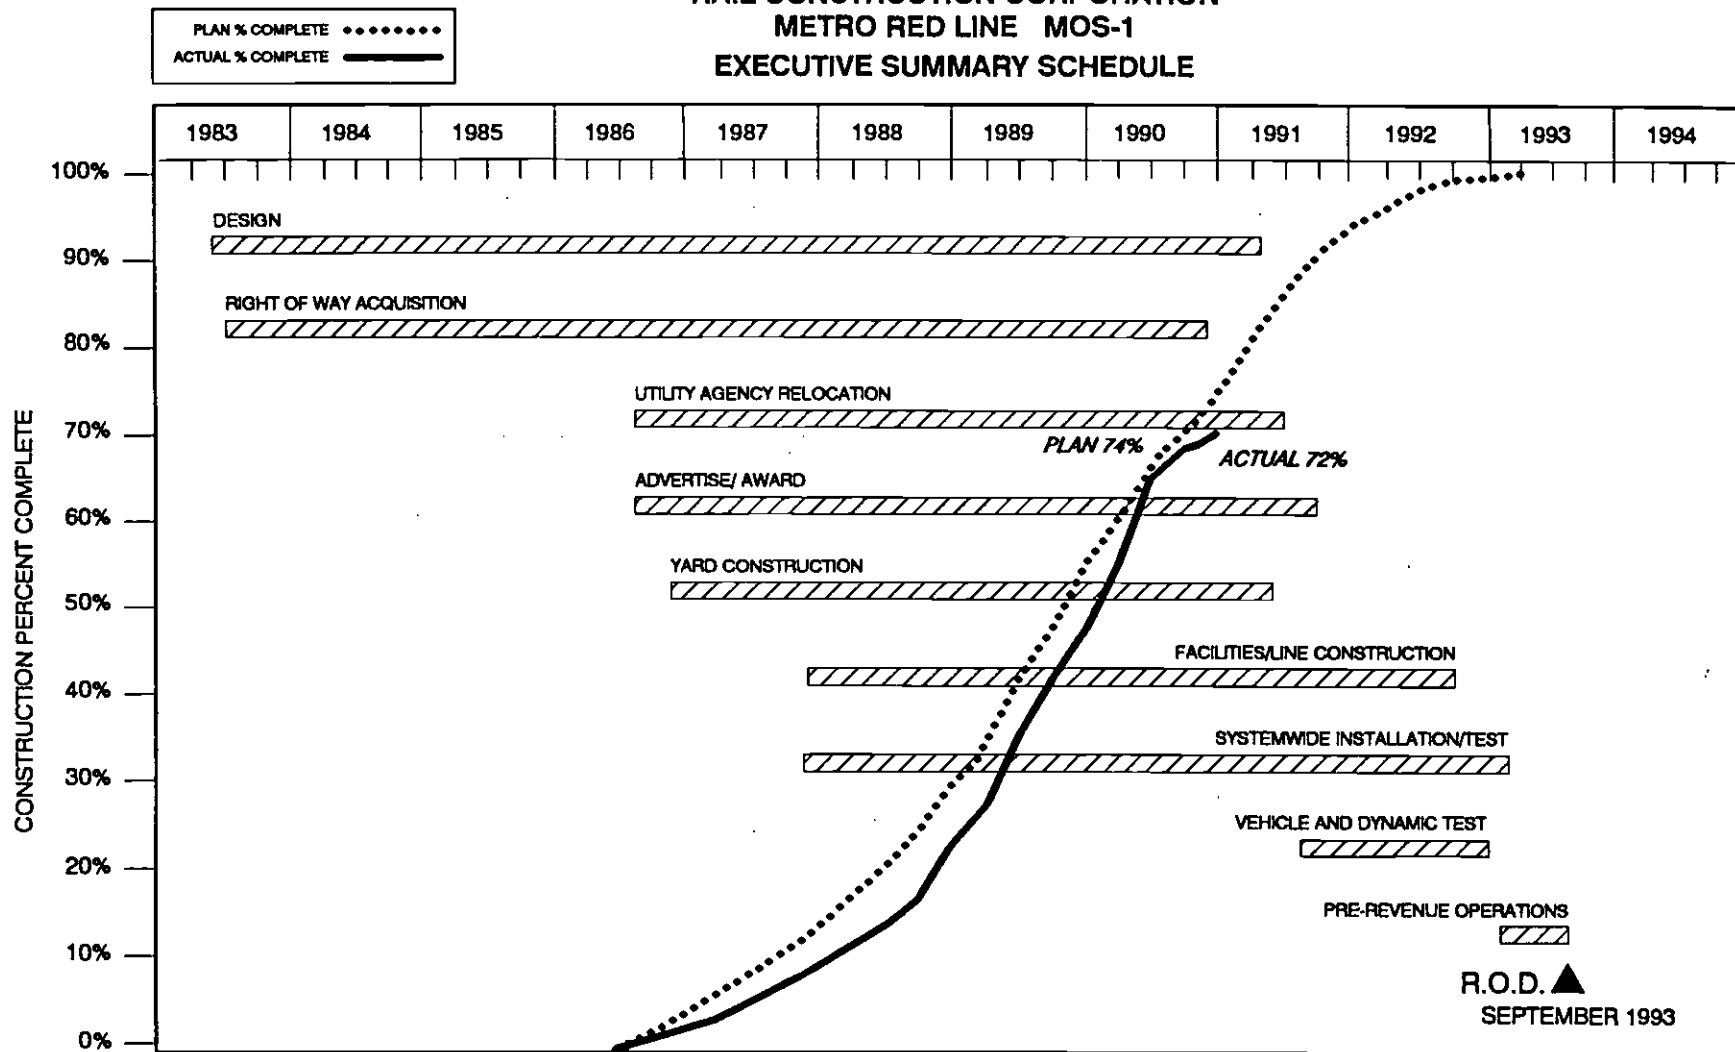 RAIL CONSTRUCTION CORPORATION
METRO RED LINE MOS-1
EXECUTIVE SUMMARY SCHEDULE
PLAN % COMPLETE
ACTUAL % COMPLETE
1983 1984 1985 1986 1987 1988 1989 1990 1991 1992 1993 1994
CONSTRUCTION PERCENT COMPLETE
100%
DESIGN
90%
RIGHT OF WAY ACQUISITION
80%
UTILITY AGENCY RELOCATION
70%
PLAN 74%
ACTUAL 72%
ADVERTISE/ AWARD
60%
YARD CONSTRUCTION
50%
FACILITIES/LINE CONSTRUCTION
40%
SYSTEMWIDE INSTALLATION/TEST
30%
VEHICLE AND DYNAMIC TEST
20%
PRE-REVENUE OPERATIONS
10%
R.O.D.
SEPTEMBER 1993
0%